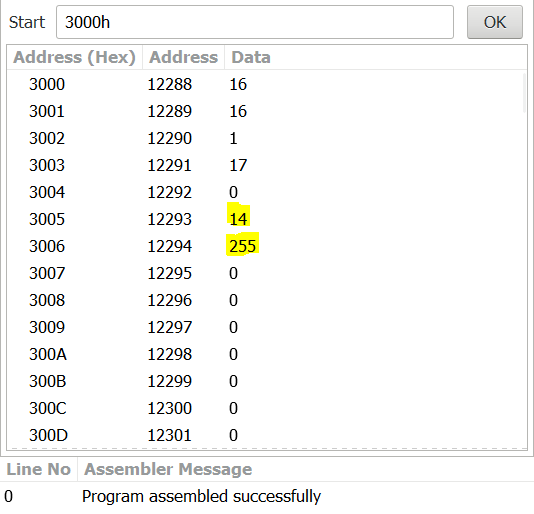 Start 3000h OK
Address (Hex) Address Data
3000 12288 16
3001 12289 16
3002 12290 1
3003 12291 17
3004 12292 0
3005 12293 14
3006 12294 255
3007 12295 0
3008 12296 0
3009 12297 0
300A 12298 0
300B 12299 0
300C 12300 0
300D 12301 0
Line No Assembler Message
0 Program assembled successfully